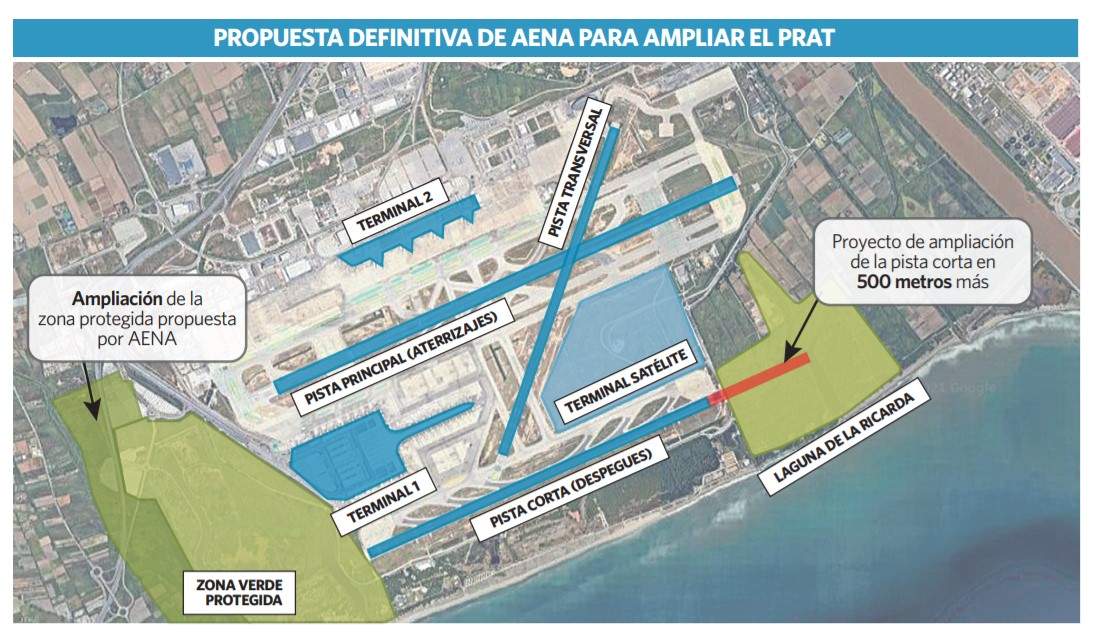 PROPUESTA DEFINITIVA DE AENA PARA AMPLIAR EL PRAT
PISTA TRANSVERSAL
TERMINAL 2
Proyecto de ampliación
de la pista corta en
500 metros más
Ampliación de la
zona protegida propuesta
por AENA
PISTA PRINCIPAL (ATERRIZAJES)
TERMINAL SATÉLITE
LAGUNA DE LA RICARDA
PISTA CORTA (DESPEGUES)
TERMINAL 1
ZONA VERDE
PROTEGIDA
Google